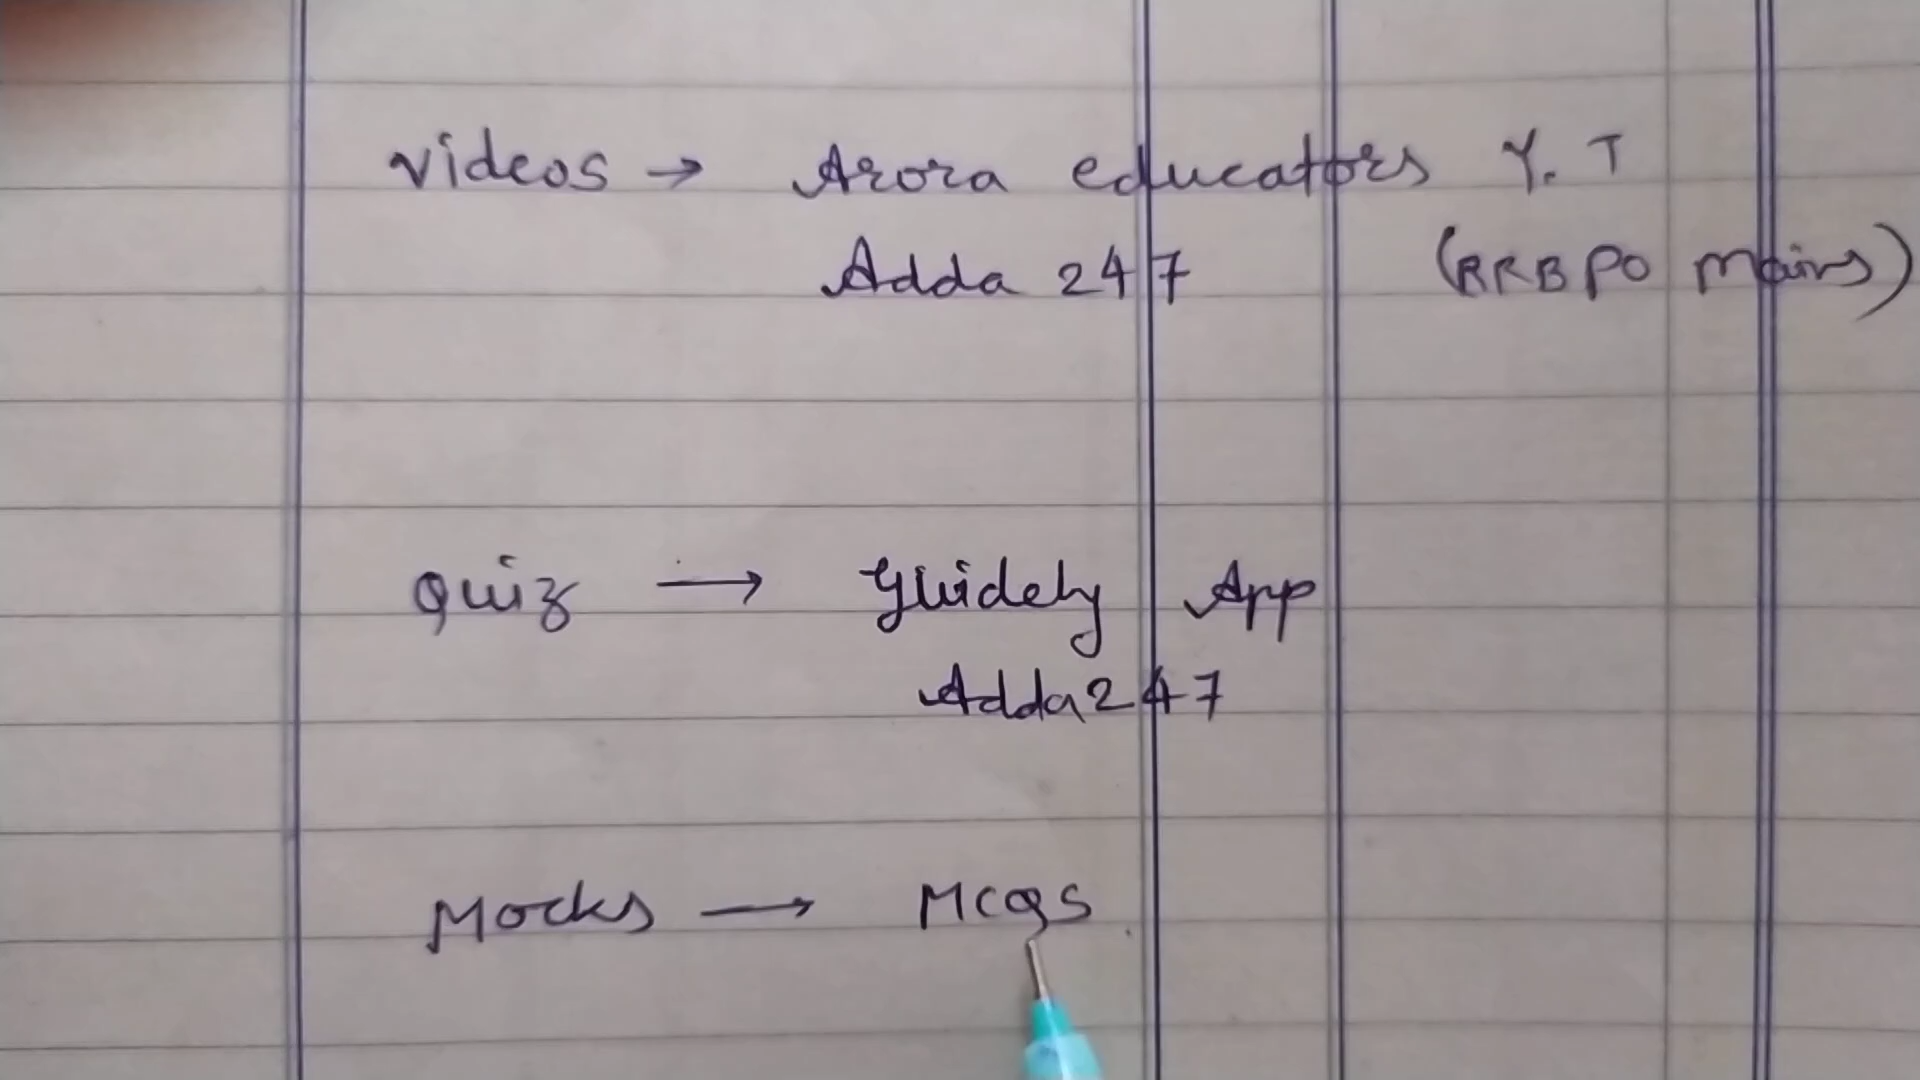 videos → Arora educators Y. T
Adda 247 (RRB PO Mains)
Quiz → Guidely App
Adda247
Mocks → MCQS